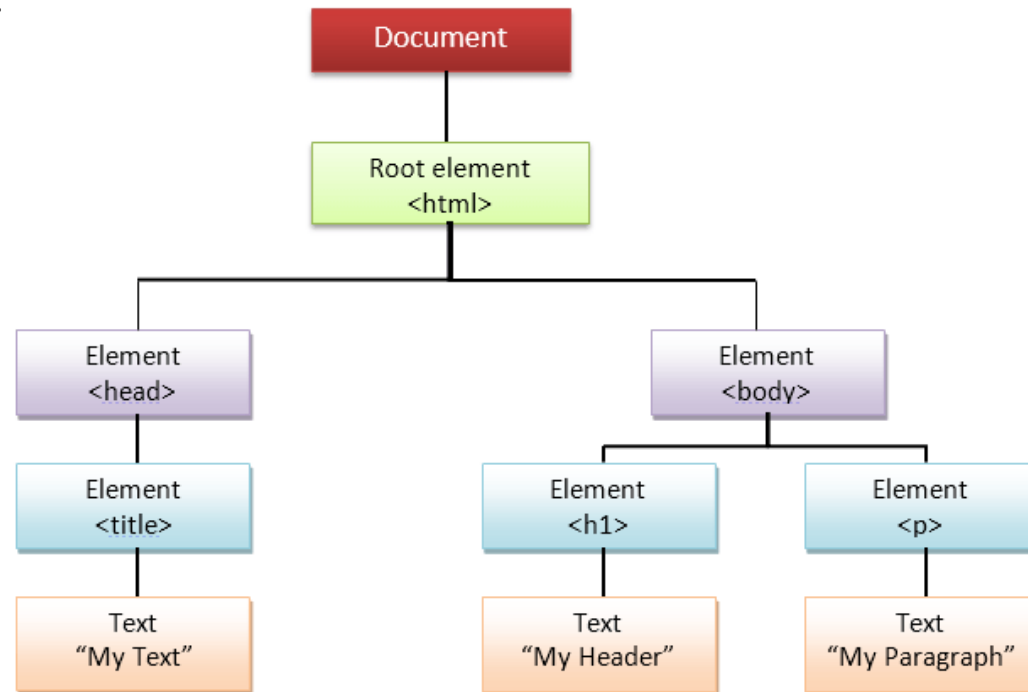 Document
Root element
<html>
Element
<head>
Element
<body>
Element
<title>
Element
<h1>
Element
<p>
Text
“My Text”
Text
“My Header”
Text
“My Paragraph”